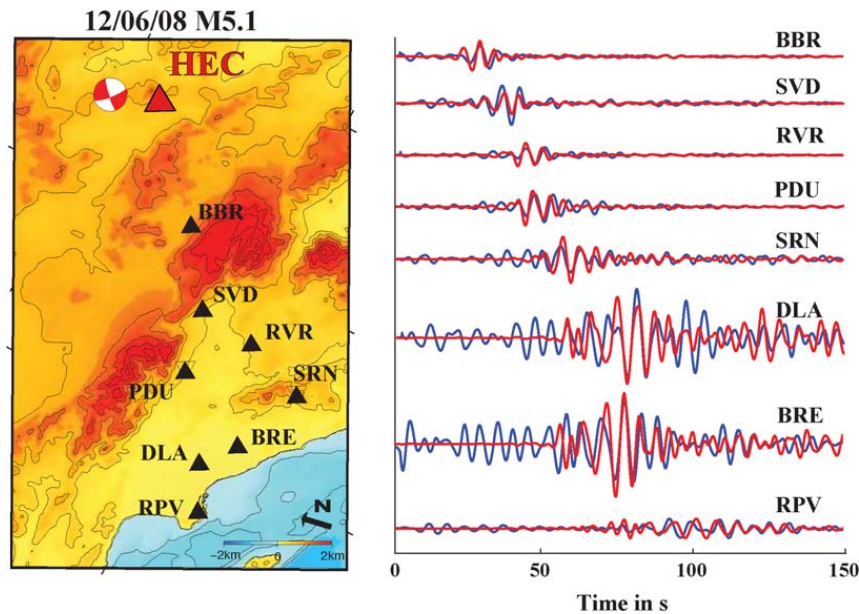 12/06/08 M5.1
HEC
BBR
SVD
RVR
PDU
SRN
BRE
DLA
RPV
N
−2km 0 2km
BBR
SVD
RVR
PDU
SRN
DLA
BRE
RPV
0 50 100 150
Time in s